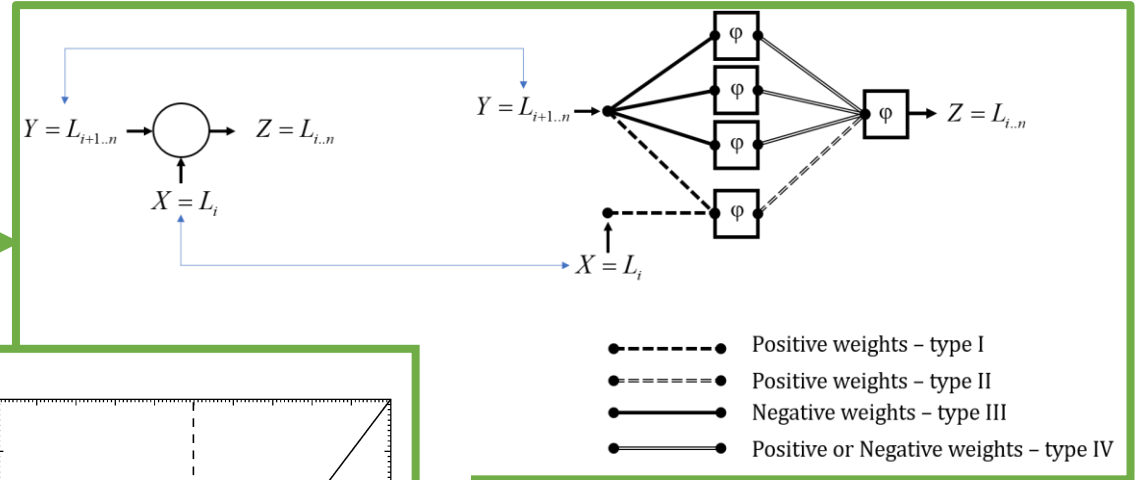 Y = L_{i+1..n}
Z = L_{i..n}
X = L_i
Y = L_{i+1..n}
φ
φ
φ
φ
φ
Z = L_{i..n}
X = L_i
Positive weights – type I
Positive weights – type II
Negative weights – type III
Positive or Negative weights – type IV